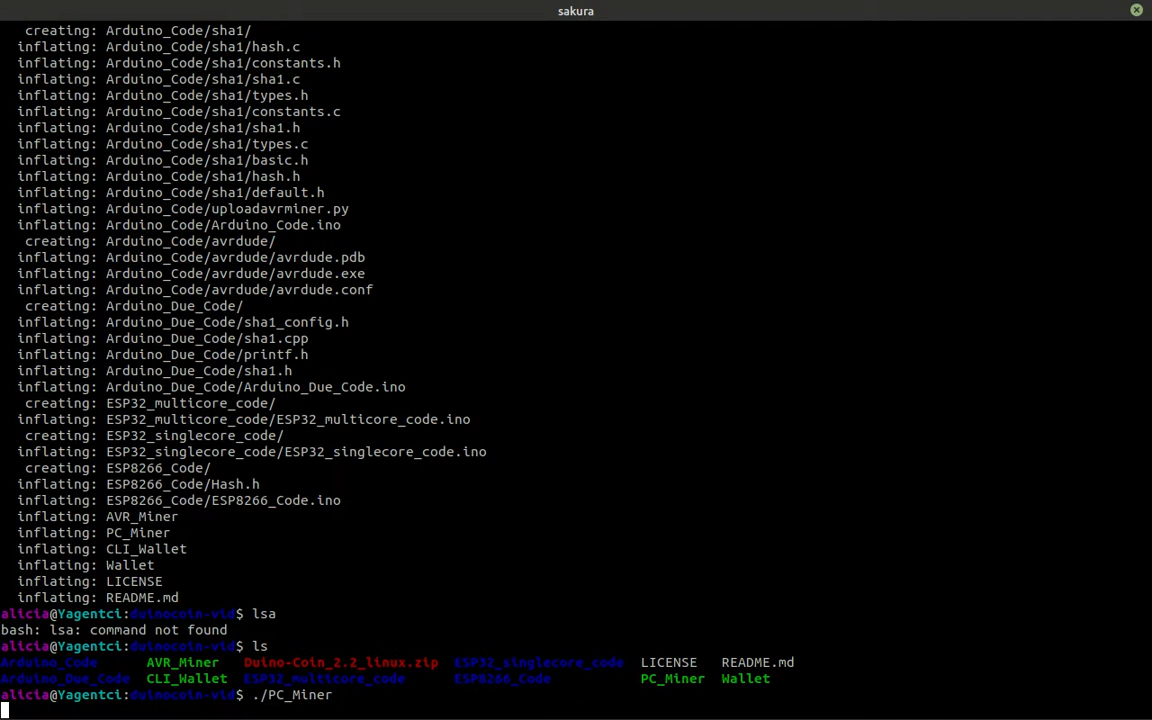 sakura
creating: Arduino_Code/sha1/
inflating: Arduino_Code/sha1/hash.c
inflating: Arduino_Code/sha1/constants.h
inflating: Arduino_Code/sha1/sha1.c
inflating: Arduino_Code/sha1/types.h
inflating: Arduino_Code/sha1/constants.c
inflating: Arduino_Code/sha1/sha1.h
inflating: Arduino_Code/sha1/types.c
inflating: Arduino_Code/sha1/basic.h
inflating: Arduino_Code/sha1/hash.h
inflating: Arduino_Code/sha1/default.h
inflating: Arduino_Code/uploadavrminer.py
inflating: Arduino_Code/Arduino_Code.ino
creating: Arduino_Code/avrdude/
inflating: Arduino_Code/avrdude/avrdude.pdb
inflating: Arduino_Code/avrdude/avrdude.exe
inflating: Arduino_Code/avrdude/avrdude.conf
creating: Arduino_Due_Code/
inflating: Arduino_Due_Code/sha1_config.h
inflating: Arduino_Due_Code/sha1.cpp
inflating: Arduino_Due_Code/printf.h
inflating: Arduino_Due_Code/sha1.h
inflating: Arduino_Due_Code/Arduino_Due_Code.ino
creating: ESP32_multicore_code/
inflating: ESP32_multicore_code/ESP32_multicore_code.ino
creating: ESP32_singlecore_code/
inflating: ESP32_singlecore_code/ESP32_singlecore_code.ino
creating: ESP8266_Code/
inflating: ESP8266_Code/Hash.h
inflating: ESP8266_Code/ESP8266_Code.ino
inflating: AVR_Miner
inflating: PC_Miner
inflating: CLI_Wallet
inflating: Wallet
inflating: LICENSE
inflating: README.md
alicia@Yagentci:duinocoin-vid$ lsa
bash: lsa: command not found
alicia@Yagentci:duinocoin-vid$ ls
Arduino_Code AVR_Miner Duino-Coin_2.2_linux.zip ESP32_singlecore_code LICENSE README.md
Arduino_Due_Code CLI_Wallet ESP32_multicore_code ESP8266_Code PC_Miner Wallet
alicia@Yagentci:duinocoin-vid$ ./PC_Miner